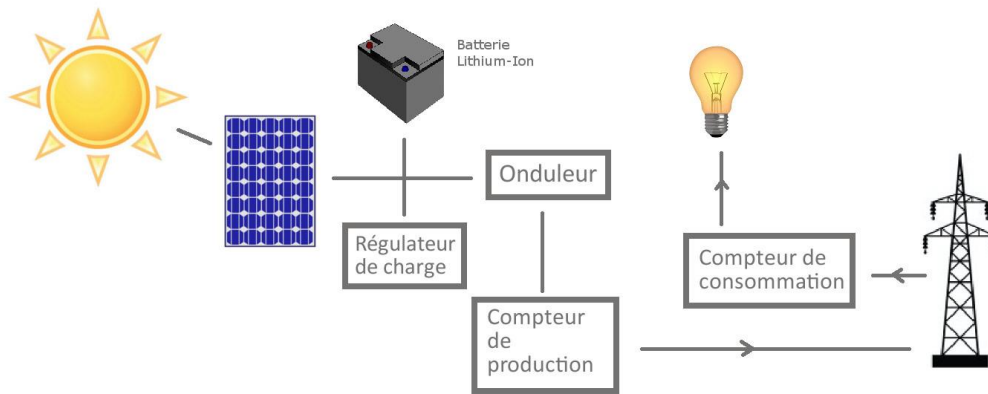 Batterie
Lithium-Ion
Onduleur
Régulateur
de charge
Compteur de
consommation
Compteur
de
production